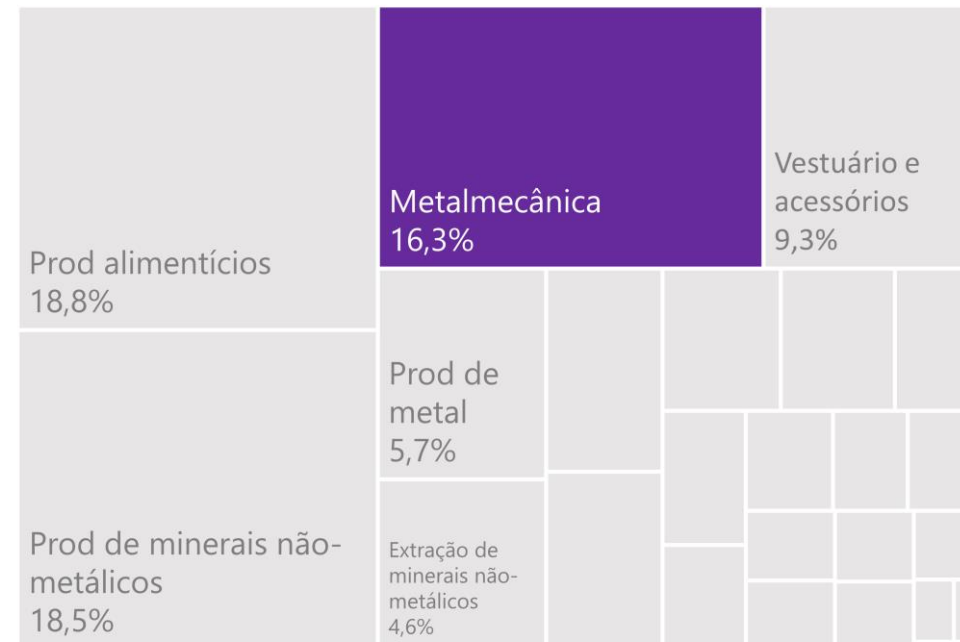 Prod alimentícios
18,8%
Prod de minerais não-
metálicos
18,5%
Metalmecânica
16,3%
Vestuário e
acessórios
9,3%
Prod de
metal
5,7%
Extração de
minerais não-
metálicos
4,6%